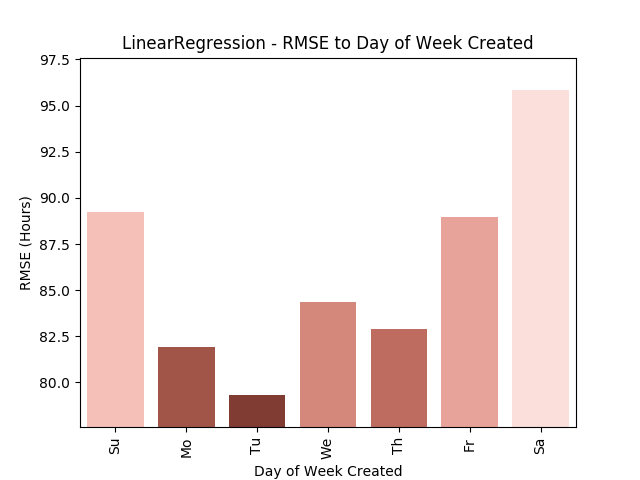 LinearRegression - RMSE to Day of Week Created
97.5
95.0
92.5
90.0
87.5
85.0
82.5
80.0
RMSE (Hours)
Su Mo Tu We Th Fr Sa
Day of Week Created